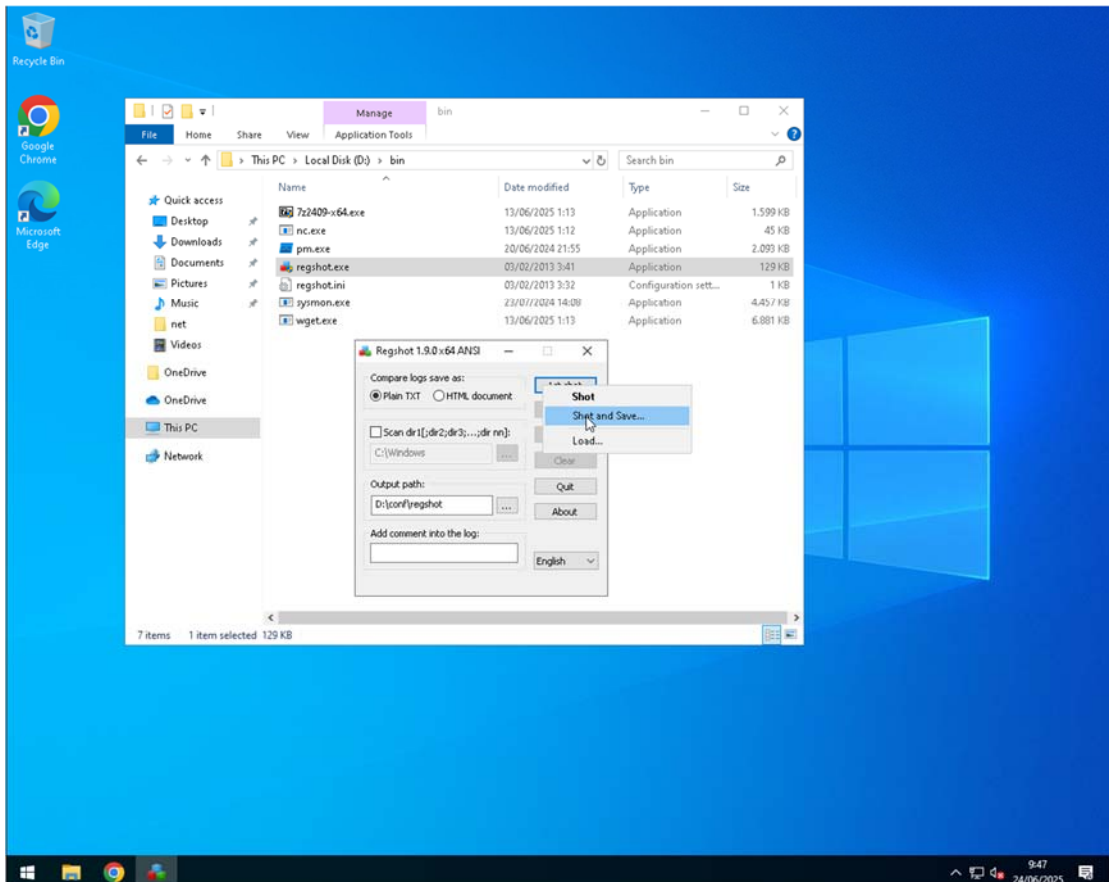 Recycle Bin
Google
Chrome
Microsoft
Edge
Manage
bin
File
Home
Share
View
Application Tools
This PC > Local Disk (D:) > bin
Search bin
Name
Date modified
Type
Size
Quick access
Desktop
Downloads
Documents
Pictures
Music
net
Videos
OneDrive
OneDrive
This PC
Network
7z2409-x64.exe 13/06/2025 1:13 Application 1.599 KB
nc.exe 13/06/2025 1:12 Application 45 KB
pm.exe 20/06/2024 21:55 Application 2.093 KB
regshot.exe 03/02/2013 3:41 Application 129 KB
regshot.ini 03/02/2013 3:32 Configuration sett... 1 KB
sysmon.exe 23/07/2024 14:08 Application 4.457 KB
wget.exe 13/06/2025 1:13 Application 6.881 KB
Regshot 1.9.0 x64 ANSI
Compare logs save as:
Plain TXT
HTML document
Scan dir1[;dir2;dir3;...;dir nn]:
C:\Windows
...
Output path:
D:\conf\regshot
...
Add comment into the log:
Shot
Shot and Save...
Load...
Clear
Quit
About
English
7 items 1 item selected 129 KB
9:47
24/06/2025